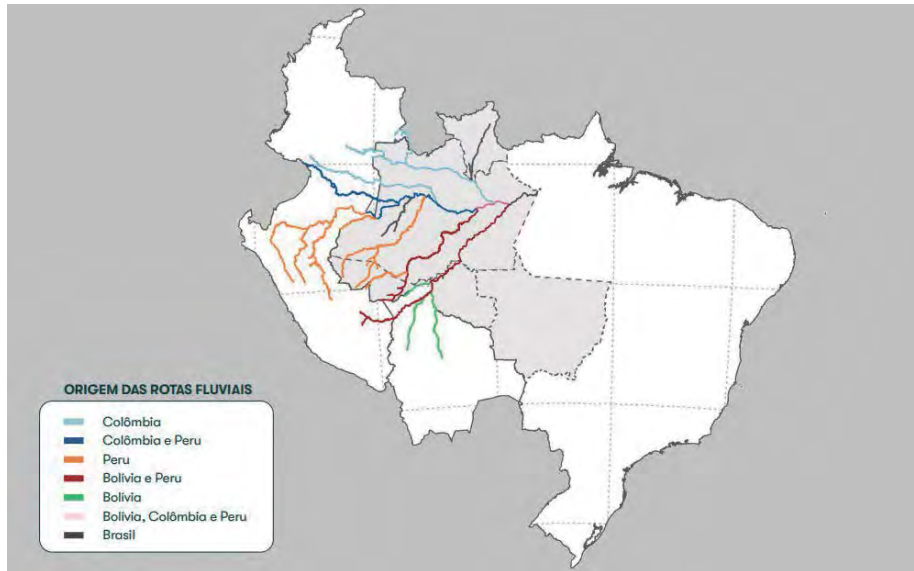 ORIGEM DAS ROTAS FLUVIAIS
Colômbia
Colômbia e Peru
Peru
Bolívia e Peru
Bolívia
Bolívia, Colômbia e Peru
Brasil